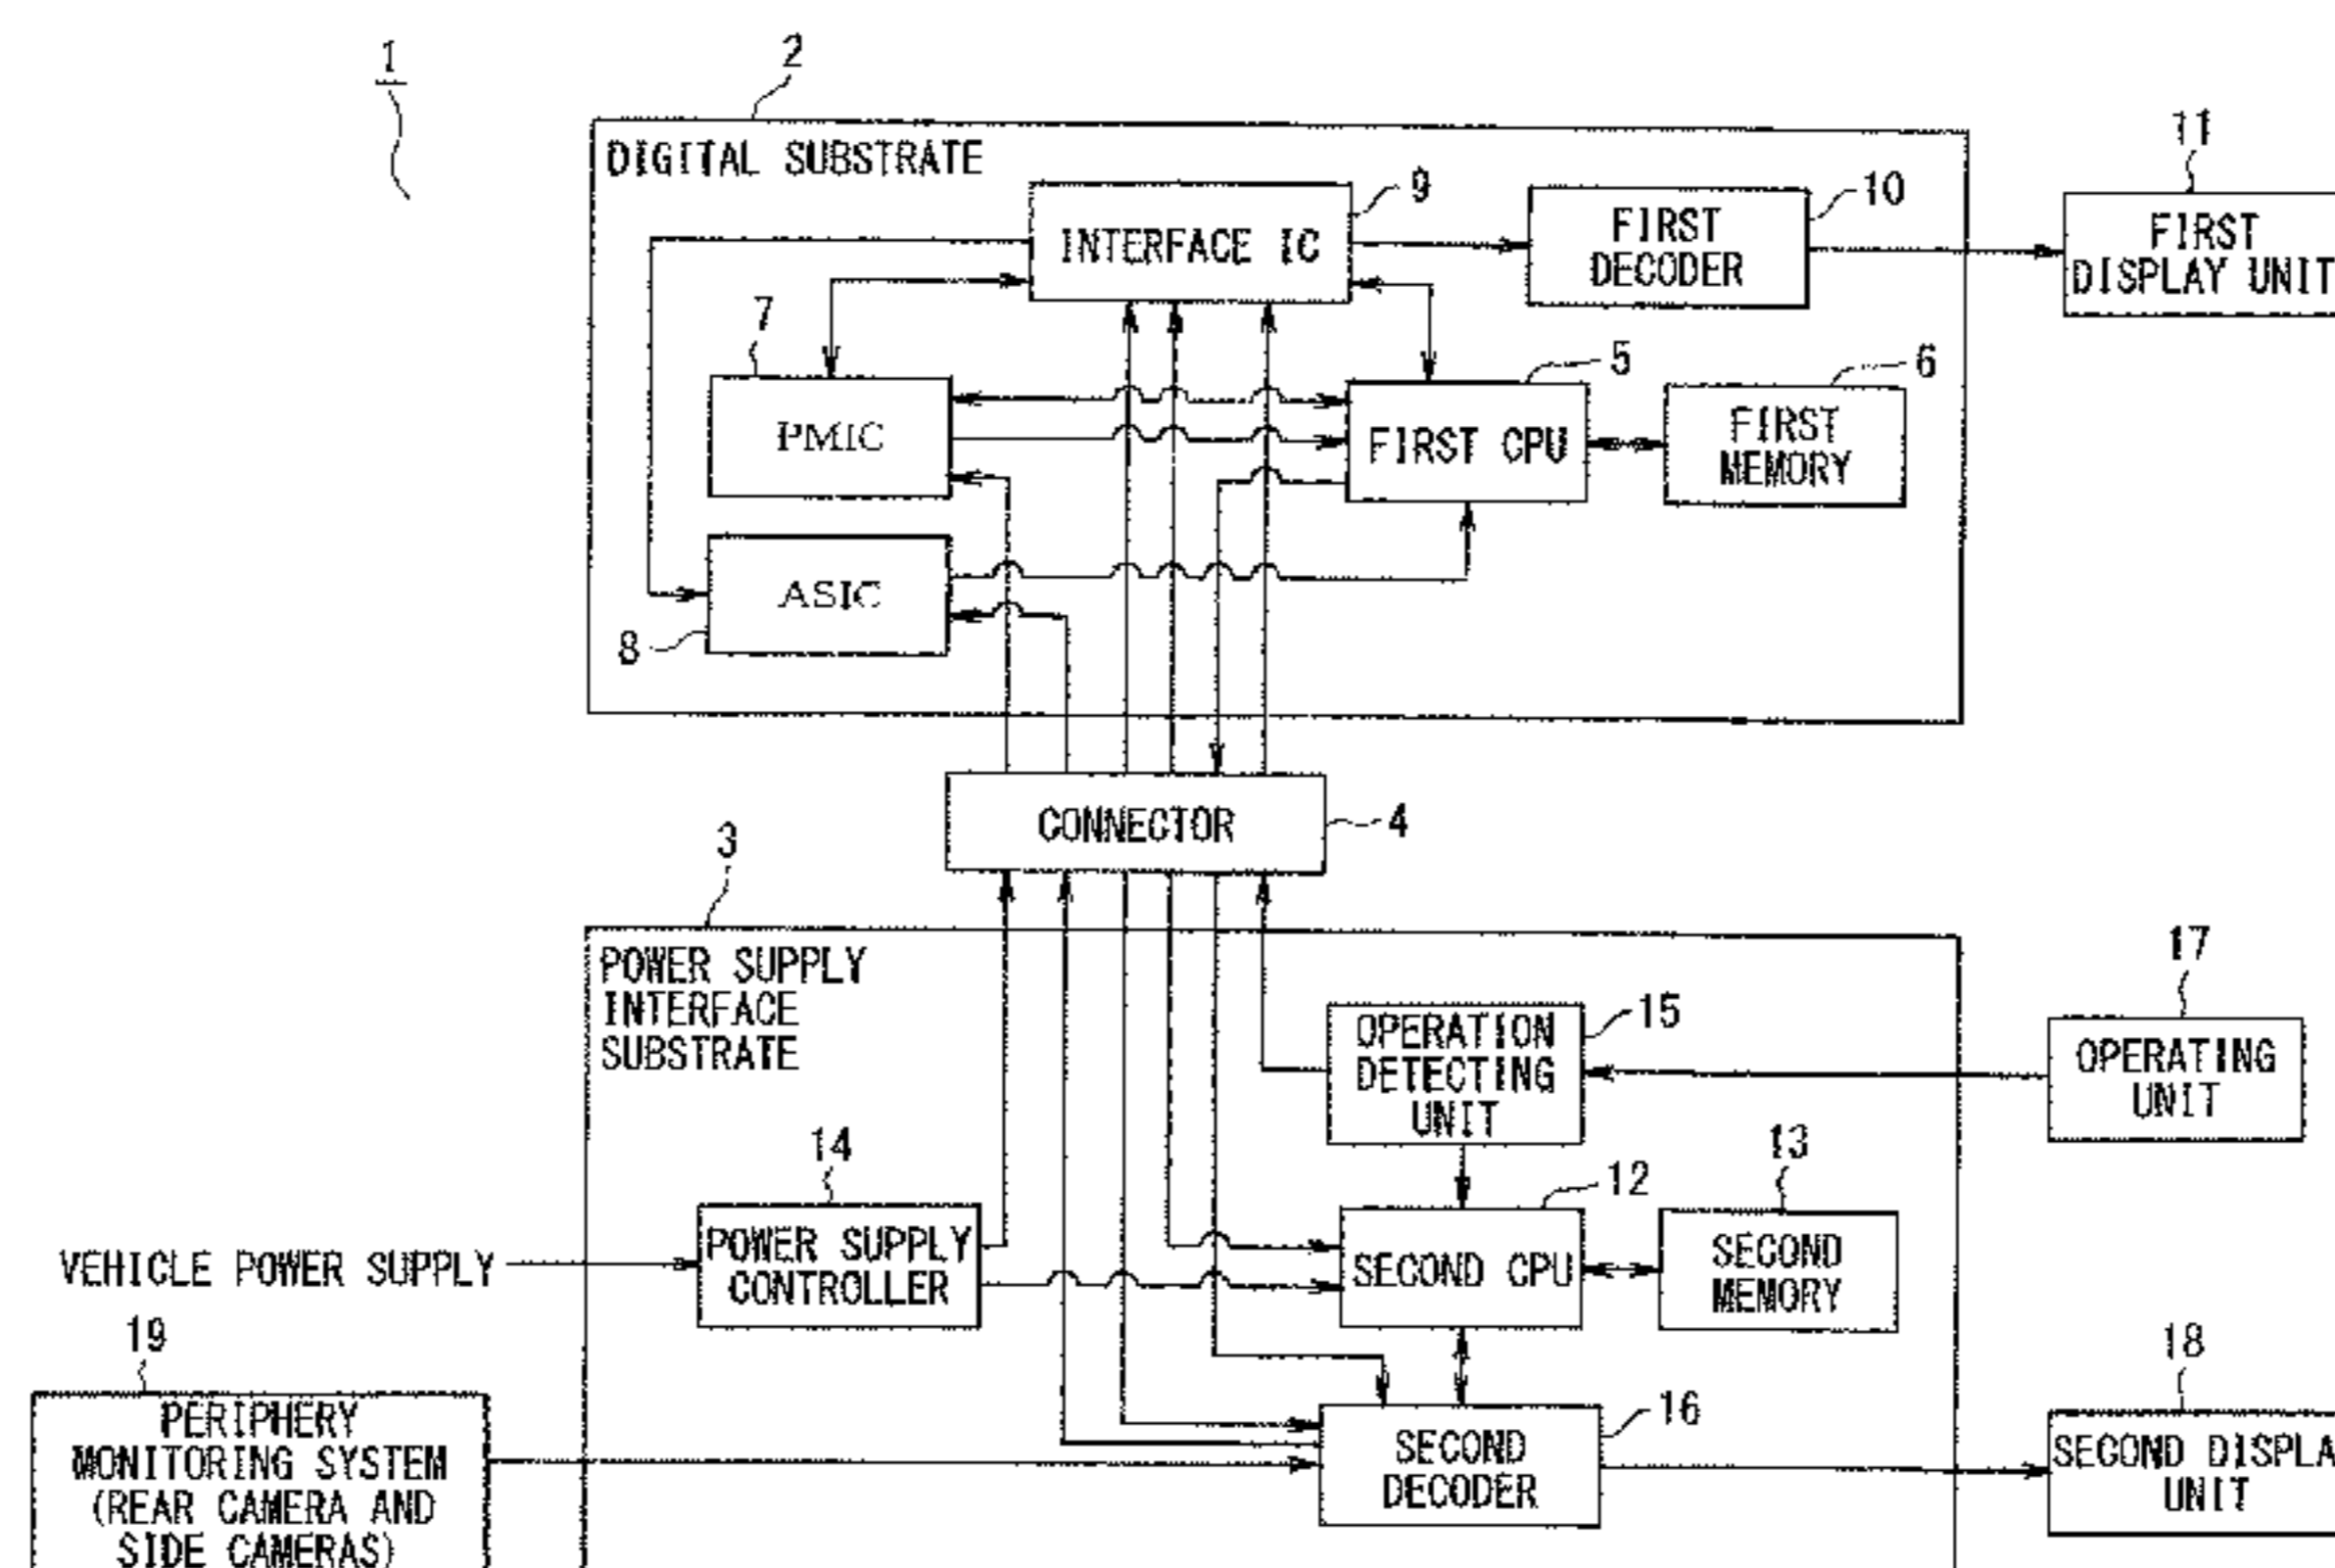 1
2
DIGITAL SUBSTRATE
9
INTERFACE IC
10
FIRST
DECODER
11
FIRST
DISPLAY UNIT
7
PMIC
5
FIRST CPU
6
FIRST
MEMORY
ASIC
8
CONNECTOR
4
3
POWER SUPPLY
INTERFACE
SUBSTRATE
15
OPERATION
DETECTING
UNIT
17
OPERATING
UNIT
14
POWER SUPPLY
CONTROLLER
12
SECOND CPU
13
SECOND
MEMORY
VEHICLE POWER SUPPLY
19
PERIPHERY
MONITORING SYSTEM
(REAR CAMERA AND
SIDE CAMERAS)
16
SECOND
DECODER
18
SECOND DISPLA
UNIT